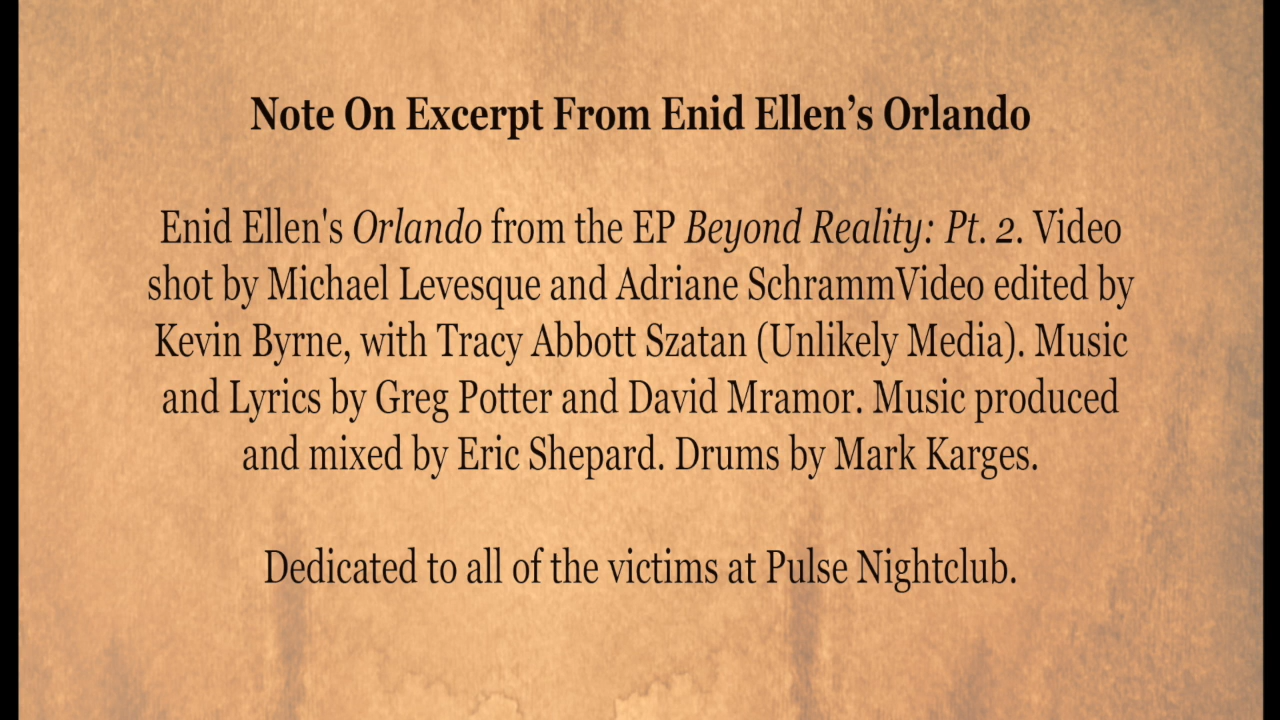 Note On Excerpt From Enid Ellen’s Orlando
Enid Ellen's Orlando from the EP Beyond Reality: Pt. 2. Video
shot by Michael Levesque and Adriane SchrammVideo edited by
Kevin Byrne, with Tracy Abbott Szatan (Unlikely Media). Music
and Lyrics by Greg Potter and David Mramor. Music produced
and mixed by Eric Shepard. Drums by Mark Karges.
Dedicated to all of the victims at Pulse Nightclub.